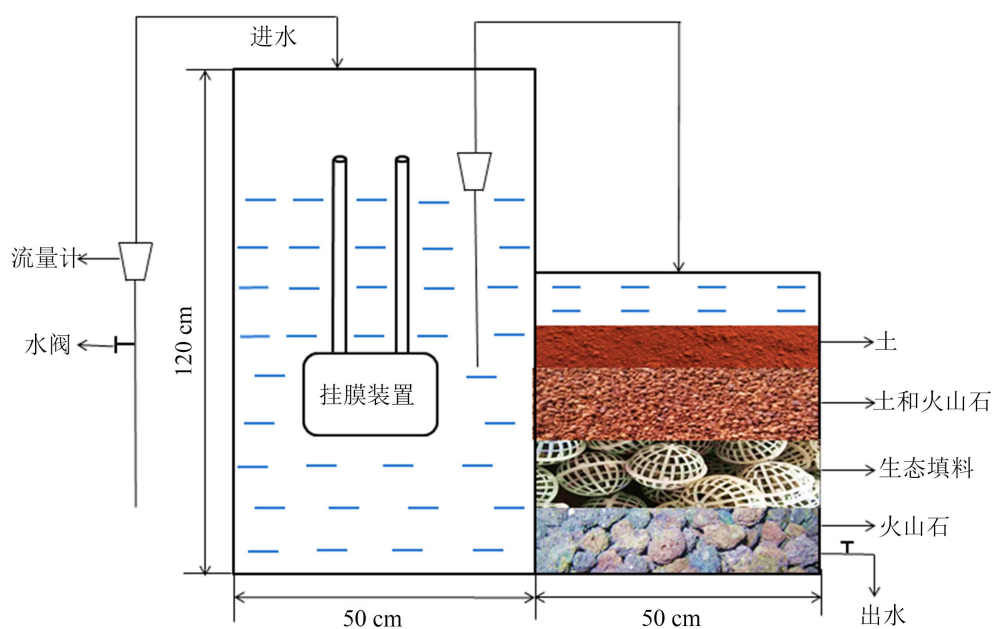 进水
流量计
水阀
120 cm
挂膜装置
土
土和火山石
生态填料
火山石
出水
50 cm
50 cm